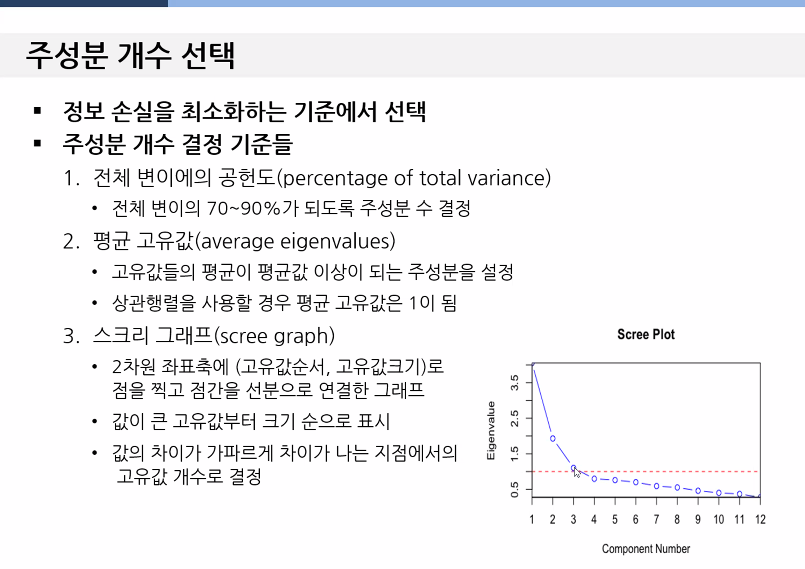 주성분 개수 선택
▪ 정보 손실을 최소화하는 기준에서 선택
▪ 주성분 개수 결정 기준들
1. 전체 변이에의 공헌도(percentage of total variance)
• 전체 변이의 70~90%가 되도록 주성분 수 결정
2. 평균 고유값(average eigenvalues)
• 고유값들의 평균이 평균값 이상이 되는 주성분을 설정
• 상관행렬을 사용할 경우 평균 고유값은 1이 됨
3. 스크리 그래프(scree graph)
• 2차원 좌표축에 (고유값순서, 고유값크기)로
점을 찍고 점간을 선분으로 연결한 그래프
• 값이 큰 고유값부터 크기 순으로 표시
• 값의 차이가 가파르게 차이가 나는 지점에서의
고유값 개수로 결정
Scree Plot
Eigenvalue
3.5
2.5
1.5
0.5
1 2 3 4 5 6 7 8 9 10 11 12
Component Number